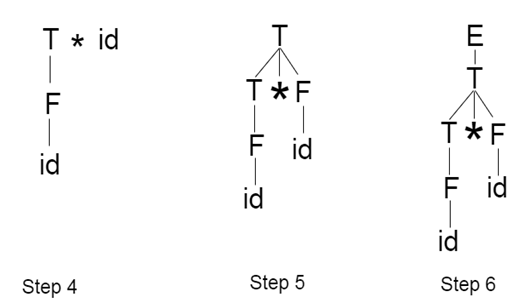 T * id
F
id
Step 4
T
T * F
F id
id
Step 5
E
T
T * F
F id
id
Step 6